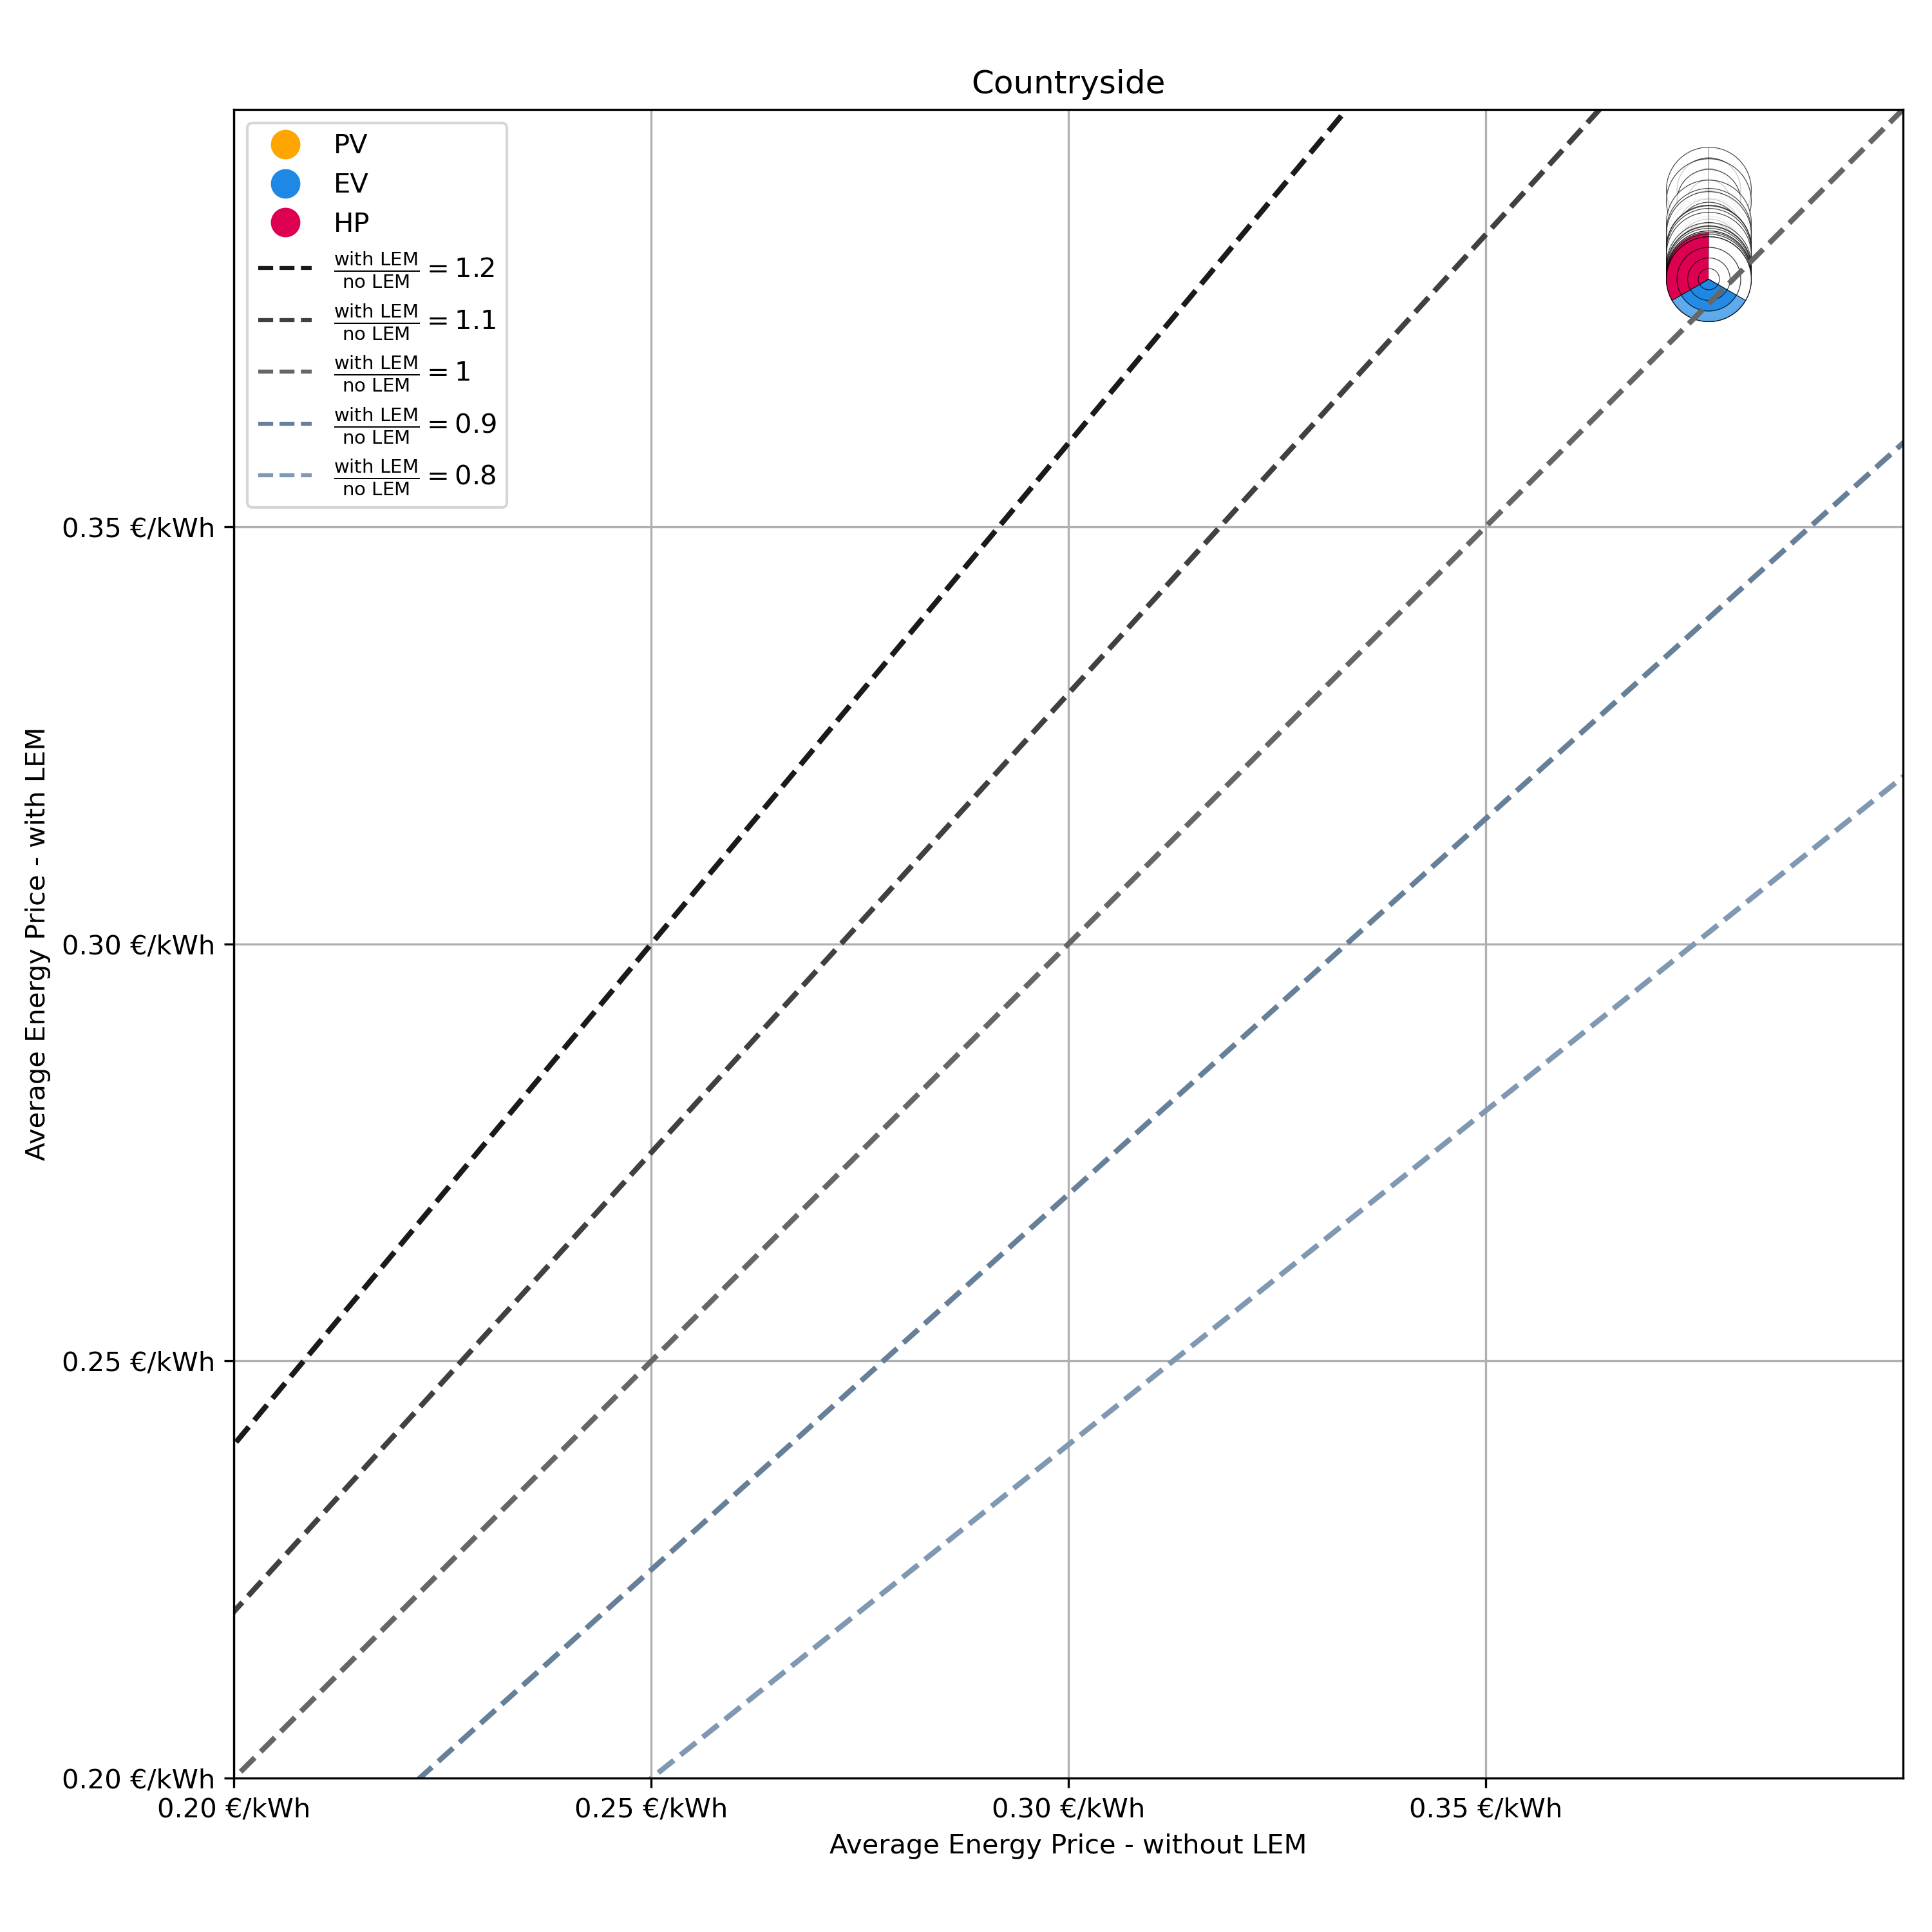 Countryside
PV
EV
HP
with LEM / no LEM = 1.2
with LEM / no LEM = 1.1
with LEM / no LEM = 1
with LEM / no LEM = 0.9
with LEM / no LEM = 0.8
Average Energy Price - with LEM
0.35 €/kWh
0.30 €/kWh
0.25 €/kWh
0.20 €/kWh
0.20 €/kWh
0.25 €/kWh
0.30 €/kWh
0.35 €/kWh
Average Energy Price - without LEM